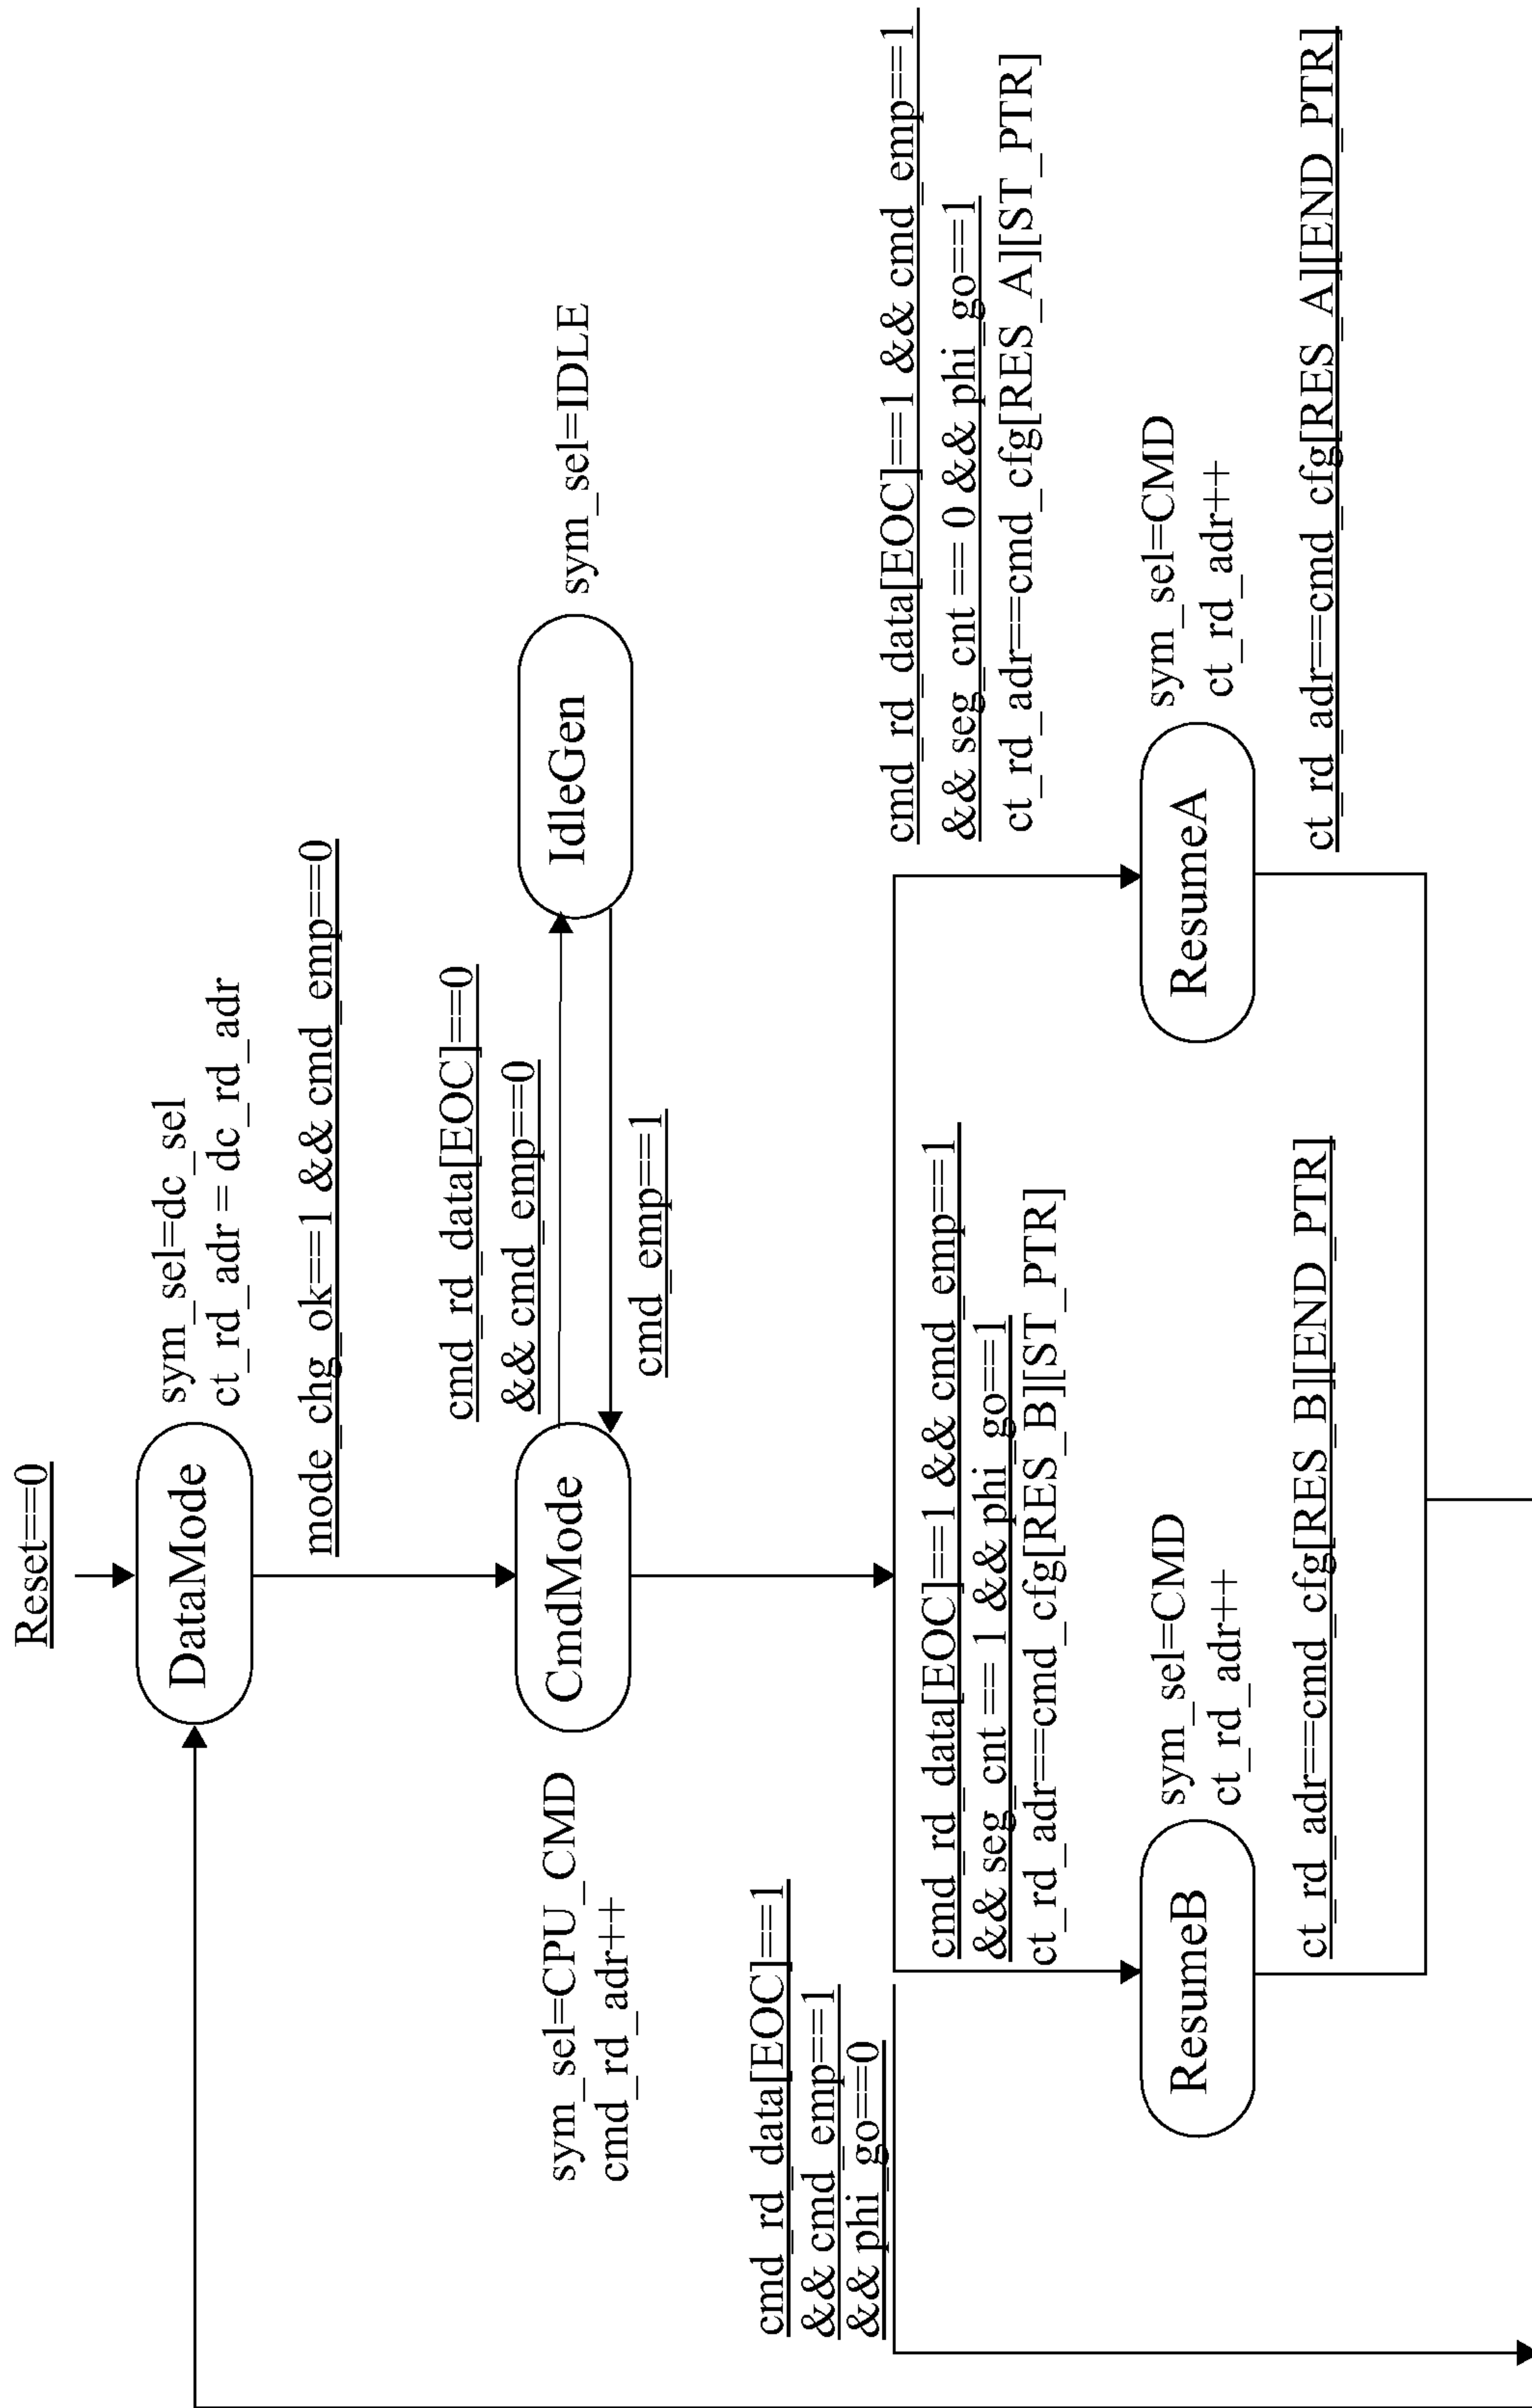 Reset==0
DataMode
sym_sel=dc_sel
ct_rd_adr = dc_rd_adr
mode_chg_ok==1 && cmd_emp==0
sym_sel=CPU_CMD
cmd_rd_adr++
CmdMode
cmd_rd_data[EOC]==0
&& cmd_emp==0
cmd_emp==1
IdleGen
sym_sel=IDLE
cmd_rd_data[EOC]==1
&& cmd_emp==1
&& phi_go==0
cmd_rd_data[EOC]==1 && cmd_emp==1
&& seg_cnt == 1 && phi_go==1
ct_rd_adr==cmd_cfg[RES_B][ST_PTR]
cmd_rd_data[EOC]==1 && cmd_emp==1
&& seg_cnt == 0 && phi_go==1
ct_rd_adr==cmd_cfg[RES_A][ST_PTR]
ResumeB
sym_sel=CMD
ct_rd_adr++
ResumeA
sym_sel=CMD
ct_rd_adr++
ct_rd_adr==cmd_cfg[RES_B][END_PTR]
ct_rd_adr==cmd_cfg[RES_A][END_PTR]